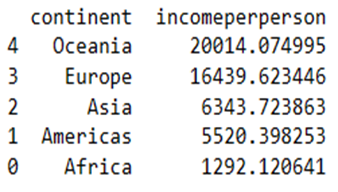 continent incomeperperson
4 Oceania 20014.074995
3 Europe 16439.623446
2 Asia 6343.723863
1 Americas 5520.398253
0 Africa 1292.120641